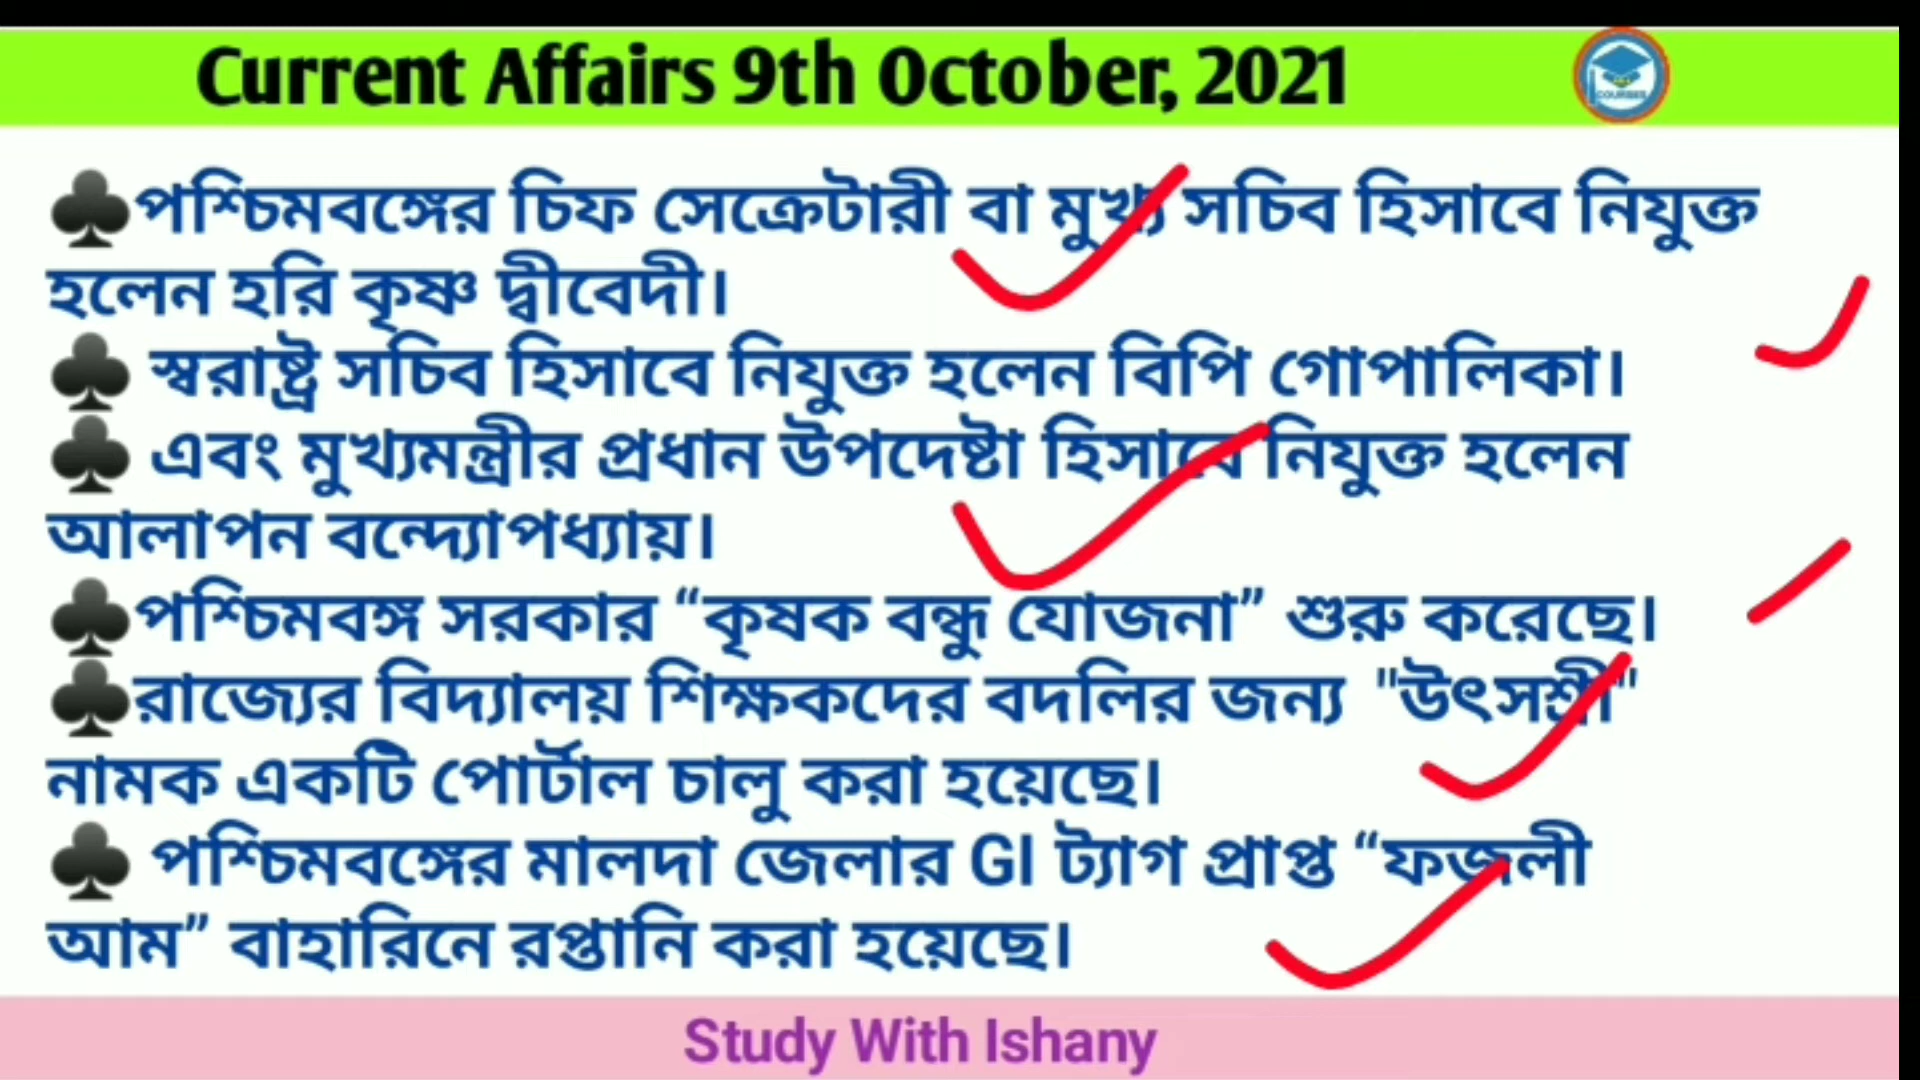 Current Affairs 9th October, 2021
COURSES
♣পশ্চিমবঙ্গের চিফ সেক্রেটারী বা মুখ্য সচিব হিসাবে নিযুক্ত
হলেন হরি কৃষ্ণ দ্বীবেদী।
♣ স্বরাষ্ট্র সচিব হিসাবে নিযুক্ত হলেন বিপি গোপালিকা।
♣ এবং মুখ্যমন্ত্রীর প্রধান উপদেষ্টা হিসাবে নিযুক্ত হলেন
আলাপন বন্দ্যোপধ্যায়।
♣পশ্চিমবঙ্গ সরকার “কৃষক বন্ধু যোজনা” শুরু করেছে।
♣রাজ্যের বিদ্যালয় শিক্ষকদের বদলির জন্য "উৎসশ্রী"
নামক একটি পোর্টাল চালু করা হয়েছে।
♣ পশ্চিমবঙ্গের মালদা জেলার GI ট্যাগ প্রাপ্ত “ফজলী
আম” বাহারিনে রপ্তানি করা হয়েছে।
Study With Ishany